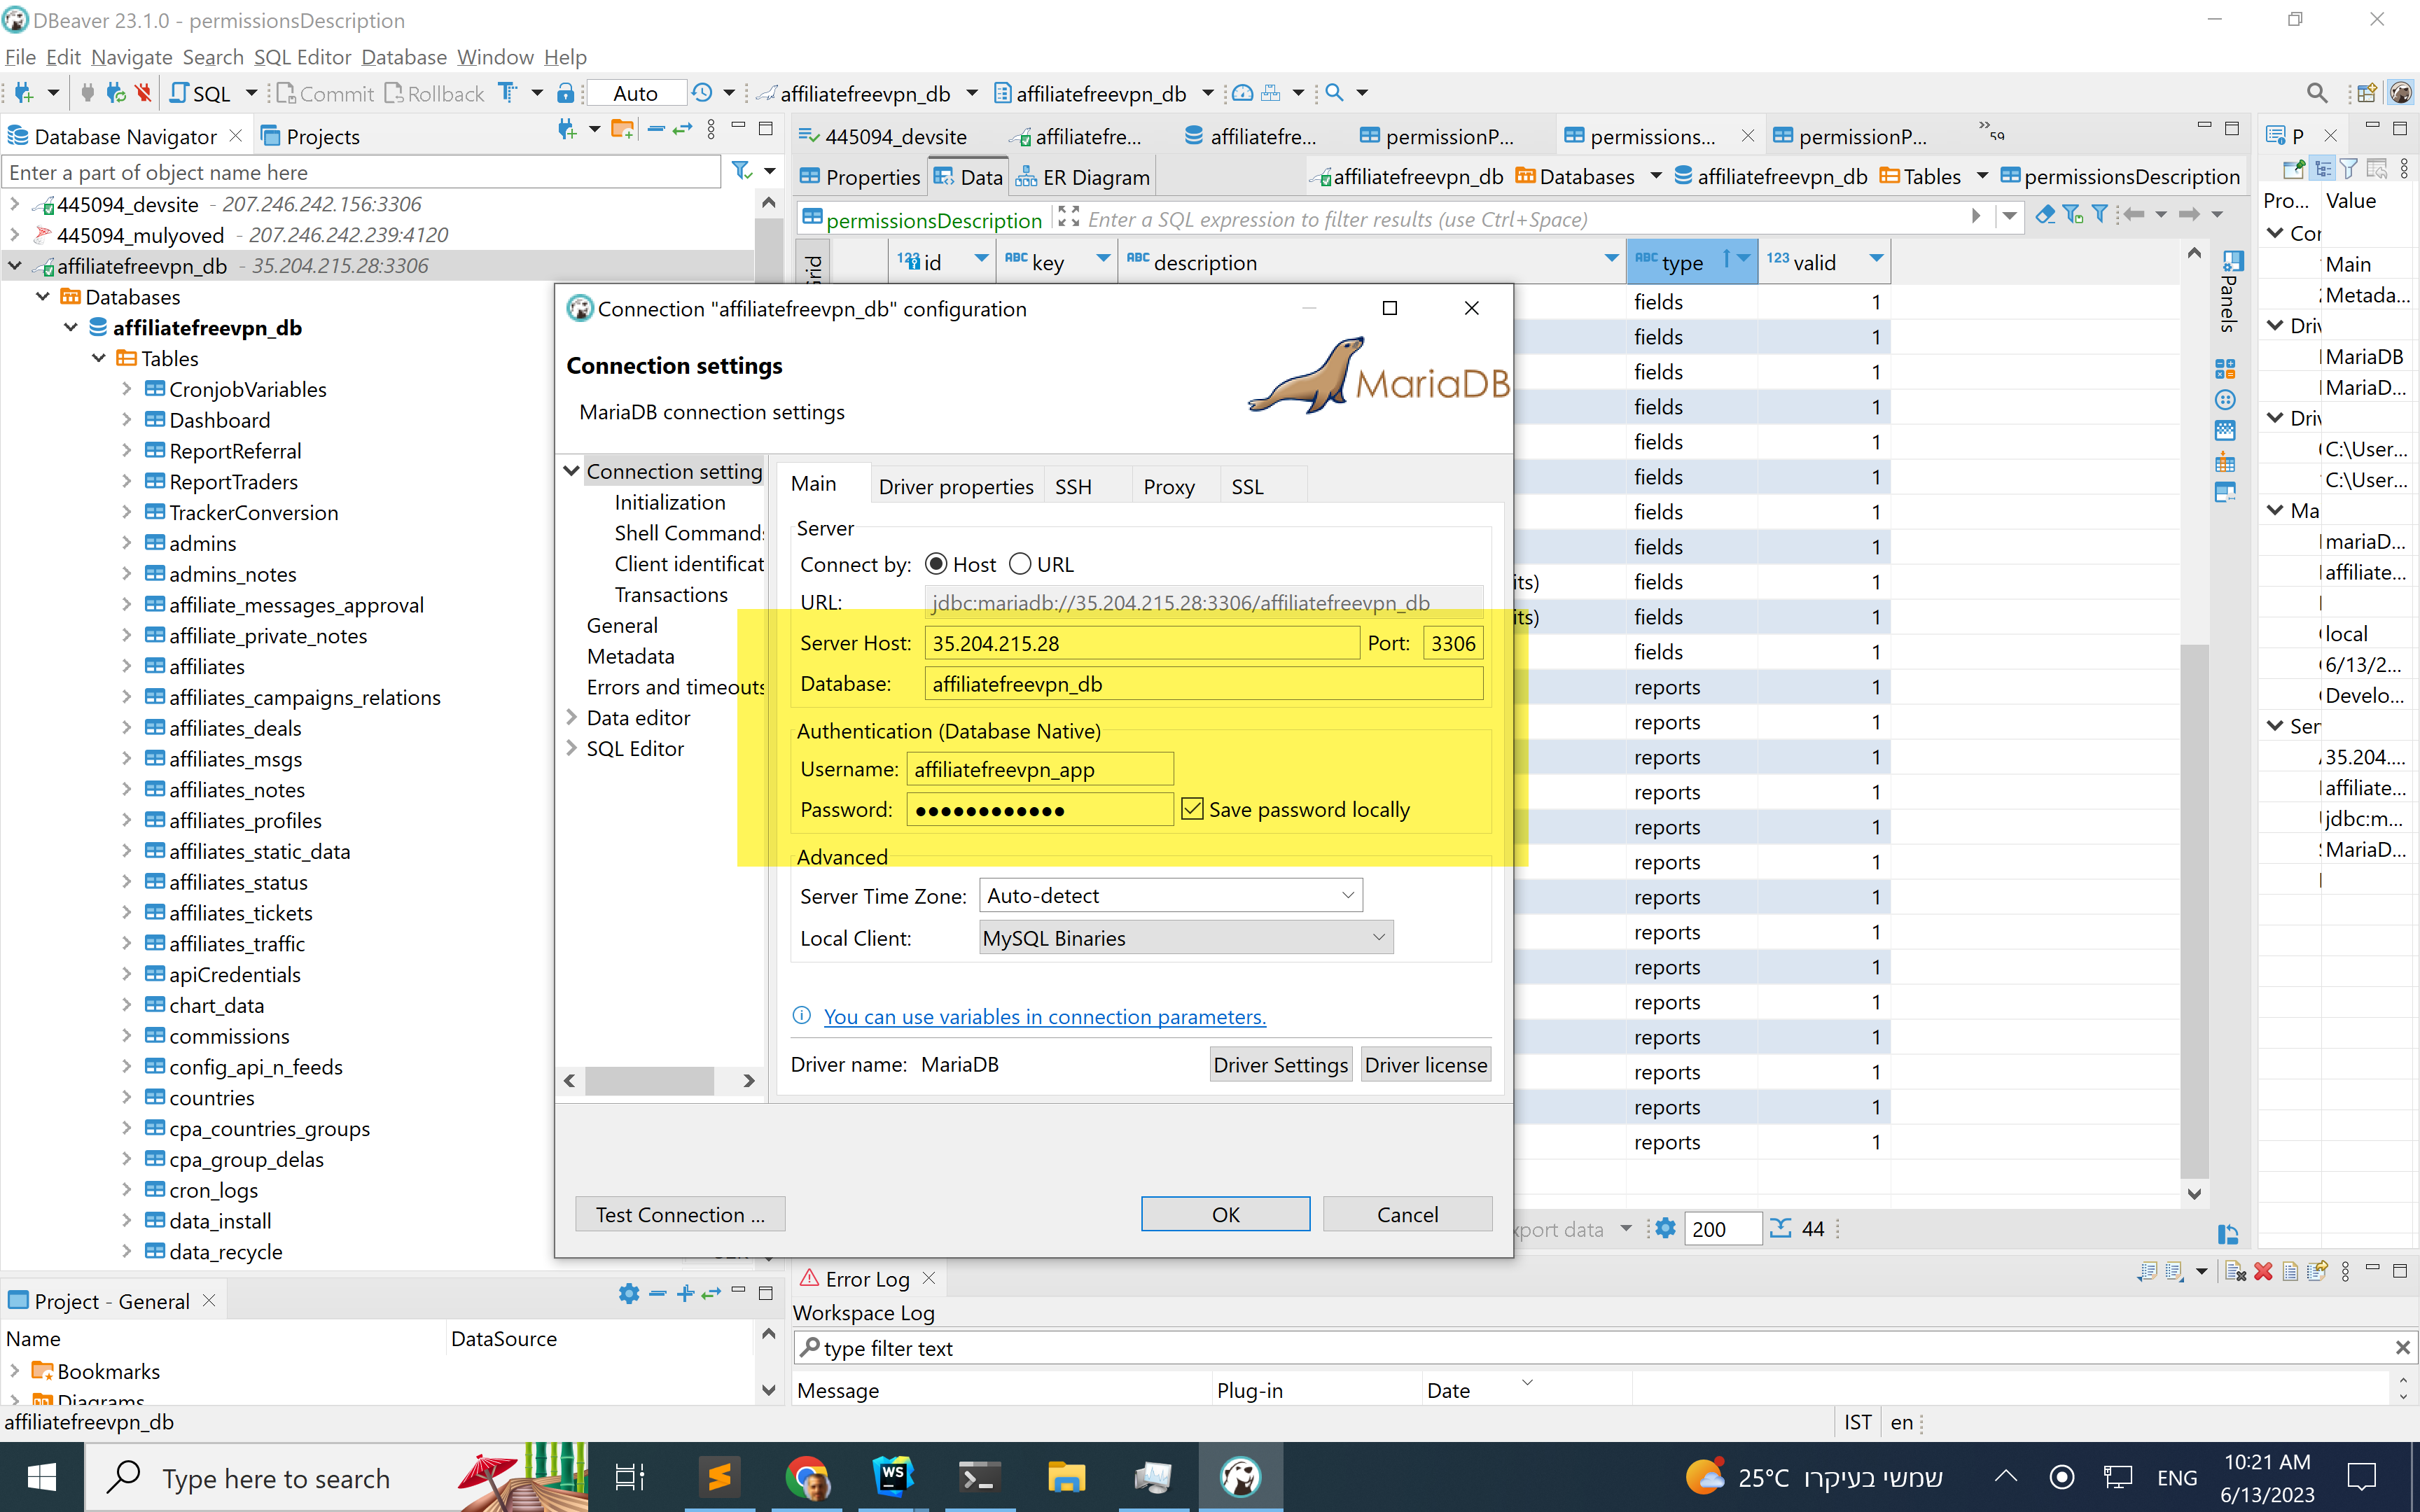 DBeaver 23.1.0 - permissionsDescription
File Edit Navigate Search SQL Editor Database Window Help
SQL Commit Rollback Auto affiliatefreevpn_db affiliatefreevpn_db
Database Navigator Projects
Enter a part of object name here
445094_devsite - 207.246.242.156:3306
445094_mulyoved - 207.246.242.239:4120
affiliatefreevpn_db - 35.204.215.28:3306
Databases
affiliatefreevpn_db
Tables
CronjobVariables
Dashboard
ReportReferral
ReportTraders
TrackerConversion
admins
admins_notes
affiliate_messages_approval
affiliate_private_notes
affiliates
affiliates_campaigns_relations
affiliates_deals
affiliates_msgs
affiliates_notes
affiliates_profiles
affiliates_static_data
affiliates_status
affiliates_tickets
affiliates_traffic
apiCredentials
chart_data
commissions
config_api_n_feeds
countries
cpa_countries_groups
cpa_group_delas
cron_logs
data_install
data_recycle
445094_devsite affiliatefre... affiliatefre... permissionP... permissions... permissionP... »59
Properties Data ER Diagram affiliatefreevpn_db Databases affiliatefreevpn_db Tables permissionsDescription
permissionsDescription Enter a SQL expression to filter results (use Ctrl+Space)
123 id ABC key ABC description ABC type 123 valid
fields 1
fields 1
fields 1
fields 1
fields 1
fields 1
fields 1
fields 1
its) fields 1
its) fields 1
fields 1
reports 1
reports 1
reports 1
reports 1
reports 1
reports 1
reports 1
reports 1
reports 1
reports 1
reports 1
reports 1
reports 1
reports 1
xport data 200 44
Panels
Connection "affiliatefreevpn_db" configuration
Connection settings
MariaDB connection settings
MariaDB
Connection setting
Initialization
Shell Command
Client identificat
Transactions
General
Metadata
Errors and timeouts
Data editor
SQL Editor
Main Driver properties SSH Proxy SSL
Server
Connect by: Host URL
URL: jdbc:mariadb://35.204.215.28:3306/affiliatefreevpn_db
Server Host: 35.204.215.28 Port: 3306
Database: affiliatefreevpn_db
Authentication (Database Native)
Username: affiliatefreevpn_app
Password: ●●●●●●●●●●●● Save password locally
Advanced
Server Time Zone: Auto-detect
Local Client: MySQL Binaries
You can use variables in connection parameters.
Driver name: MariaDB Driver Settings Driver license
Test Connection ... OK Cancel
P
Pro... Value
Cor
Main
Metada...
Driv
MariaDB
MariaD...
Driv
C:\User...
C:\User...
Ma
mariaD...
affiliate...
local
6/13/2...
Develo...
Ser
35.204....
affiliate...
jdbc:m...
MariaD...
Project - General
Name DataSource
Bookmarks
Diagrams
Error Log
Workspace Log
type filter text
Message Plug-in Date
affiliatefreevpn_db IST en
Type here to search WS 25°C שמשי בעיקרו ENG 10:21 AM
6/13/2023